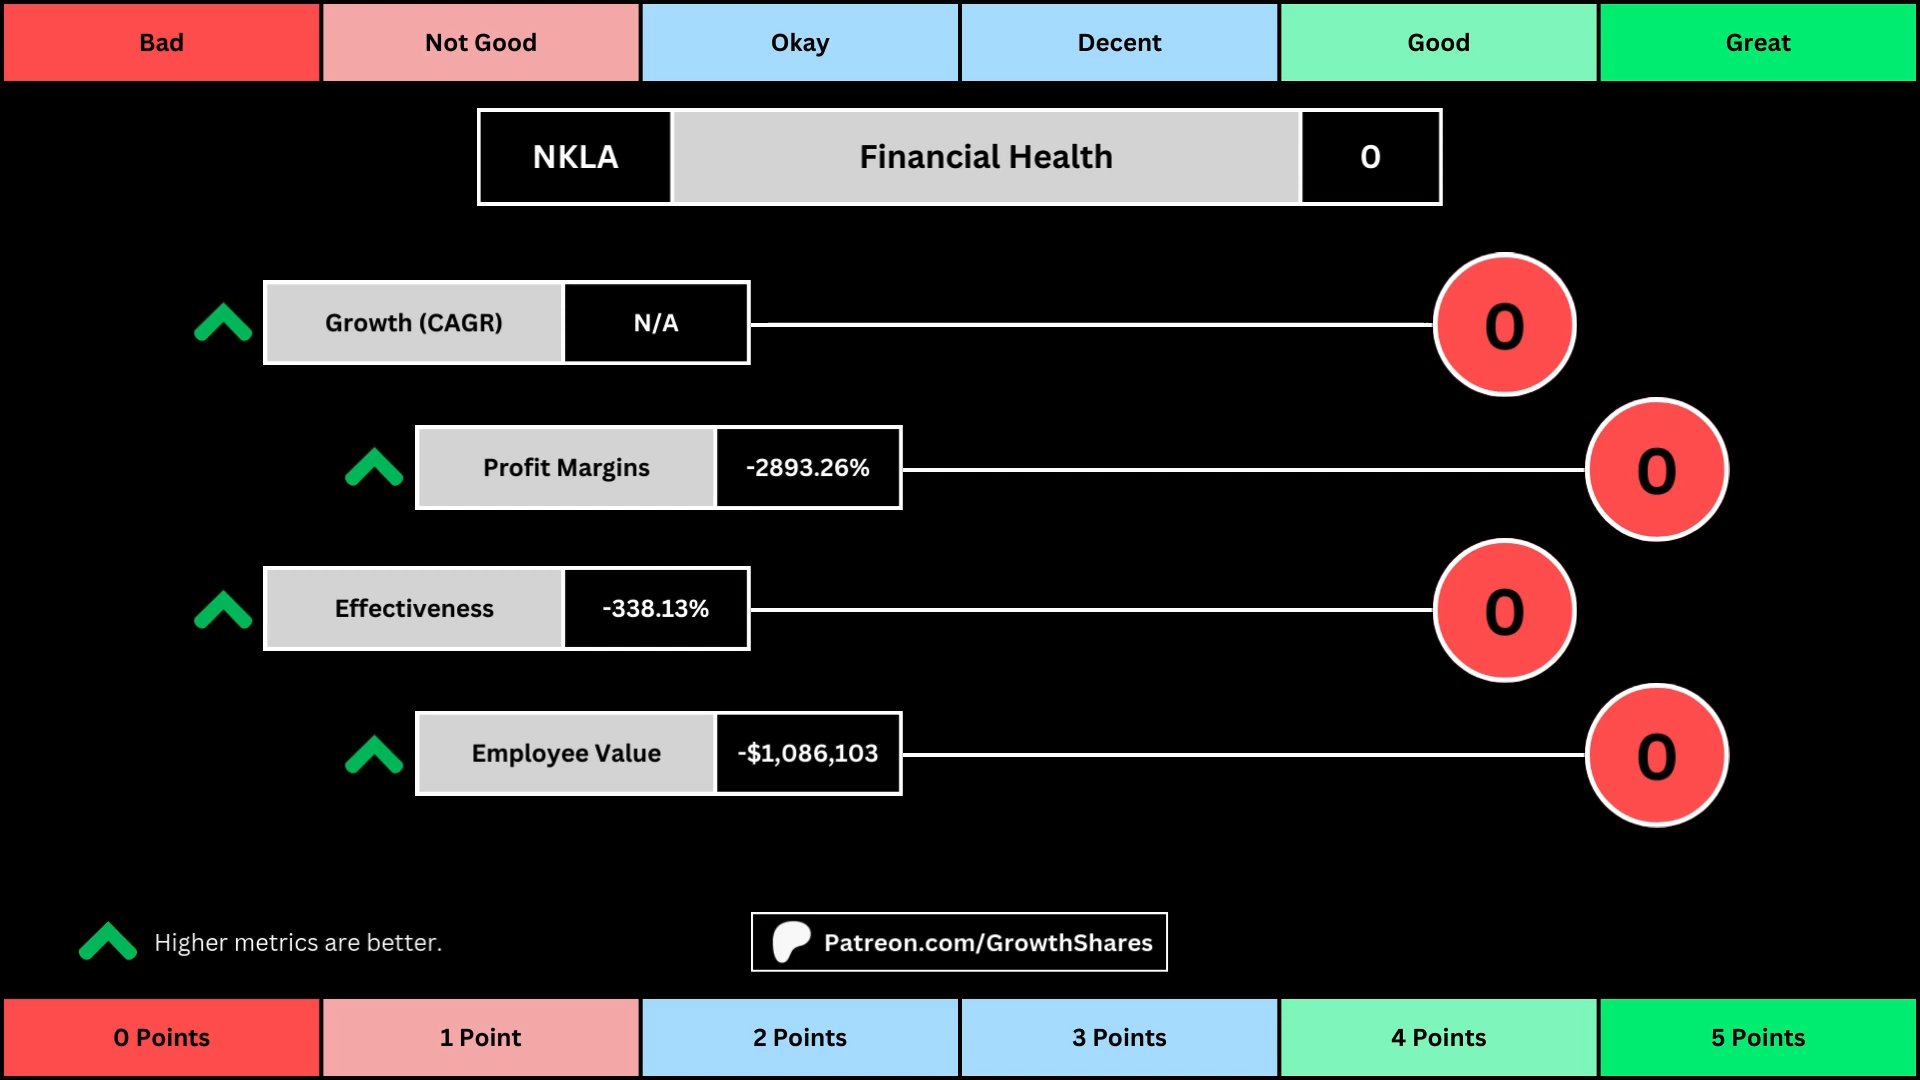 Bad
Not Good
Okay
Decent
Good
Great
NKLA
Financial Health
0
Growth (CAGR)
N/A
0
Profit Margins
-2893.26%
0
Effectiveness
-338.13%
0
Employee Value
-$1,086,103
0
Higher metrics are better.
Patreon.com/GrowthShares
0 Points
1 Point
2 Points
3 Points
4 Points
5 Points